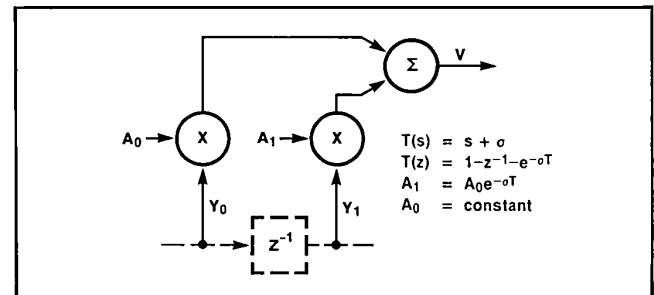 Σ
V
A₀
X
A₁
X
T(s) = s + σ
T(z) = 1−z⁻¹−e^−σT
A₁ = A₀e^−σT
A₀ = constant
Y₀
Y₁
Z⁻¹